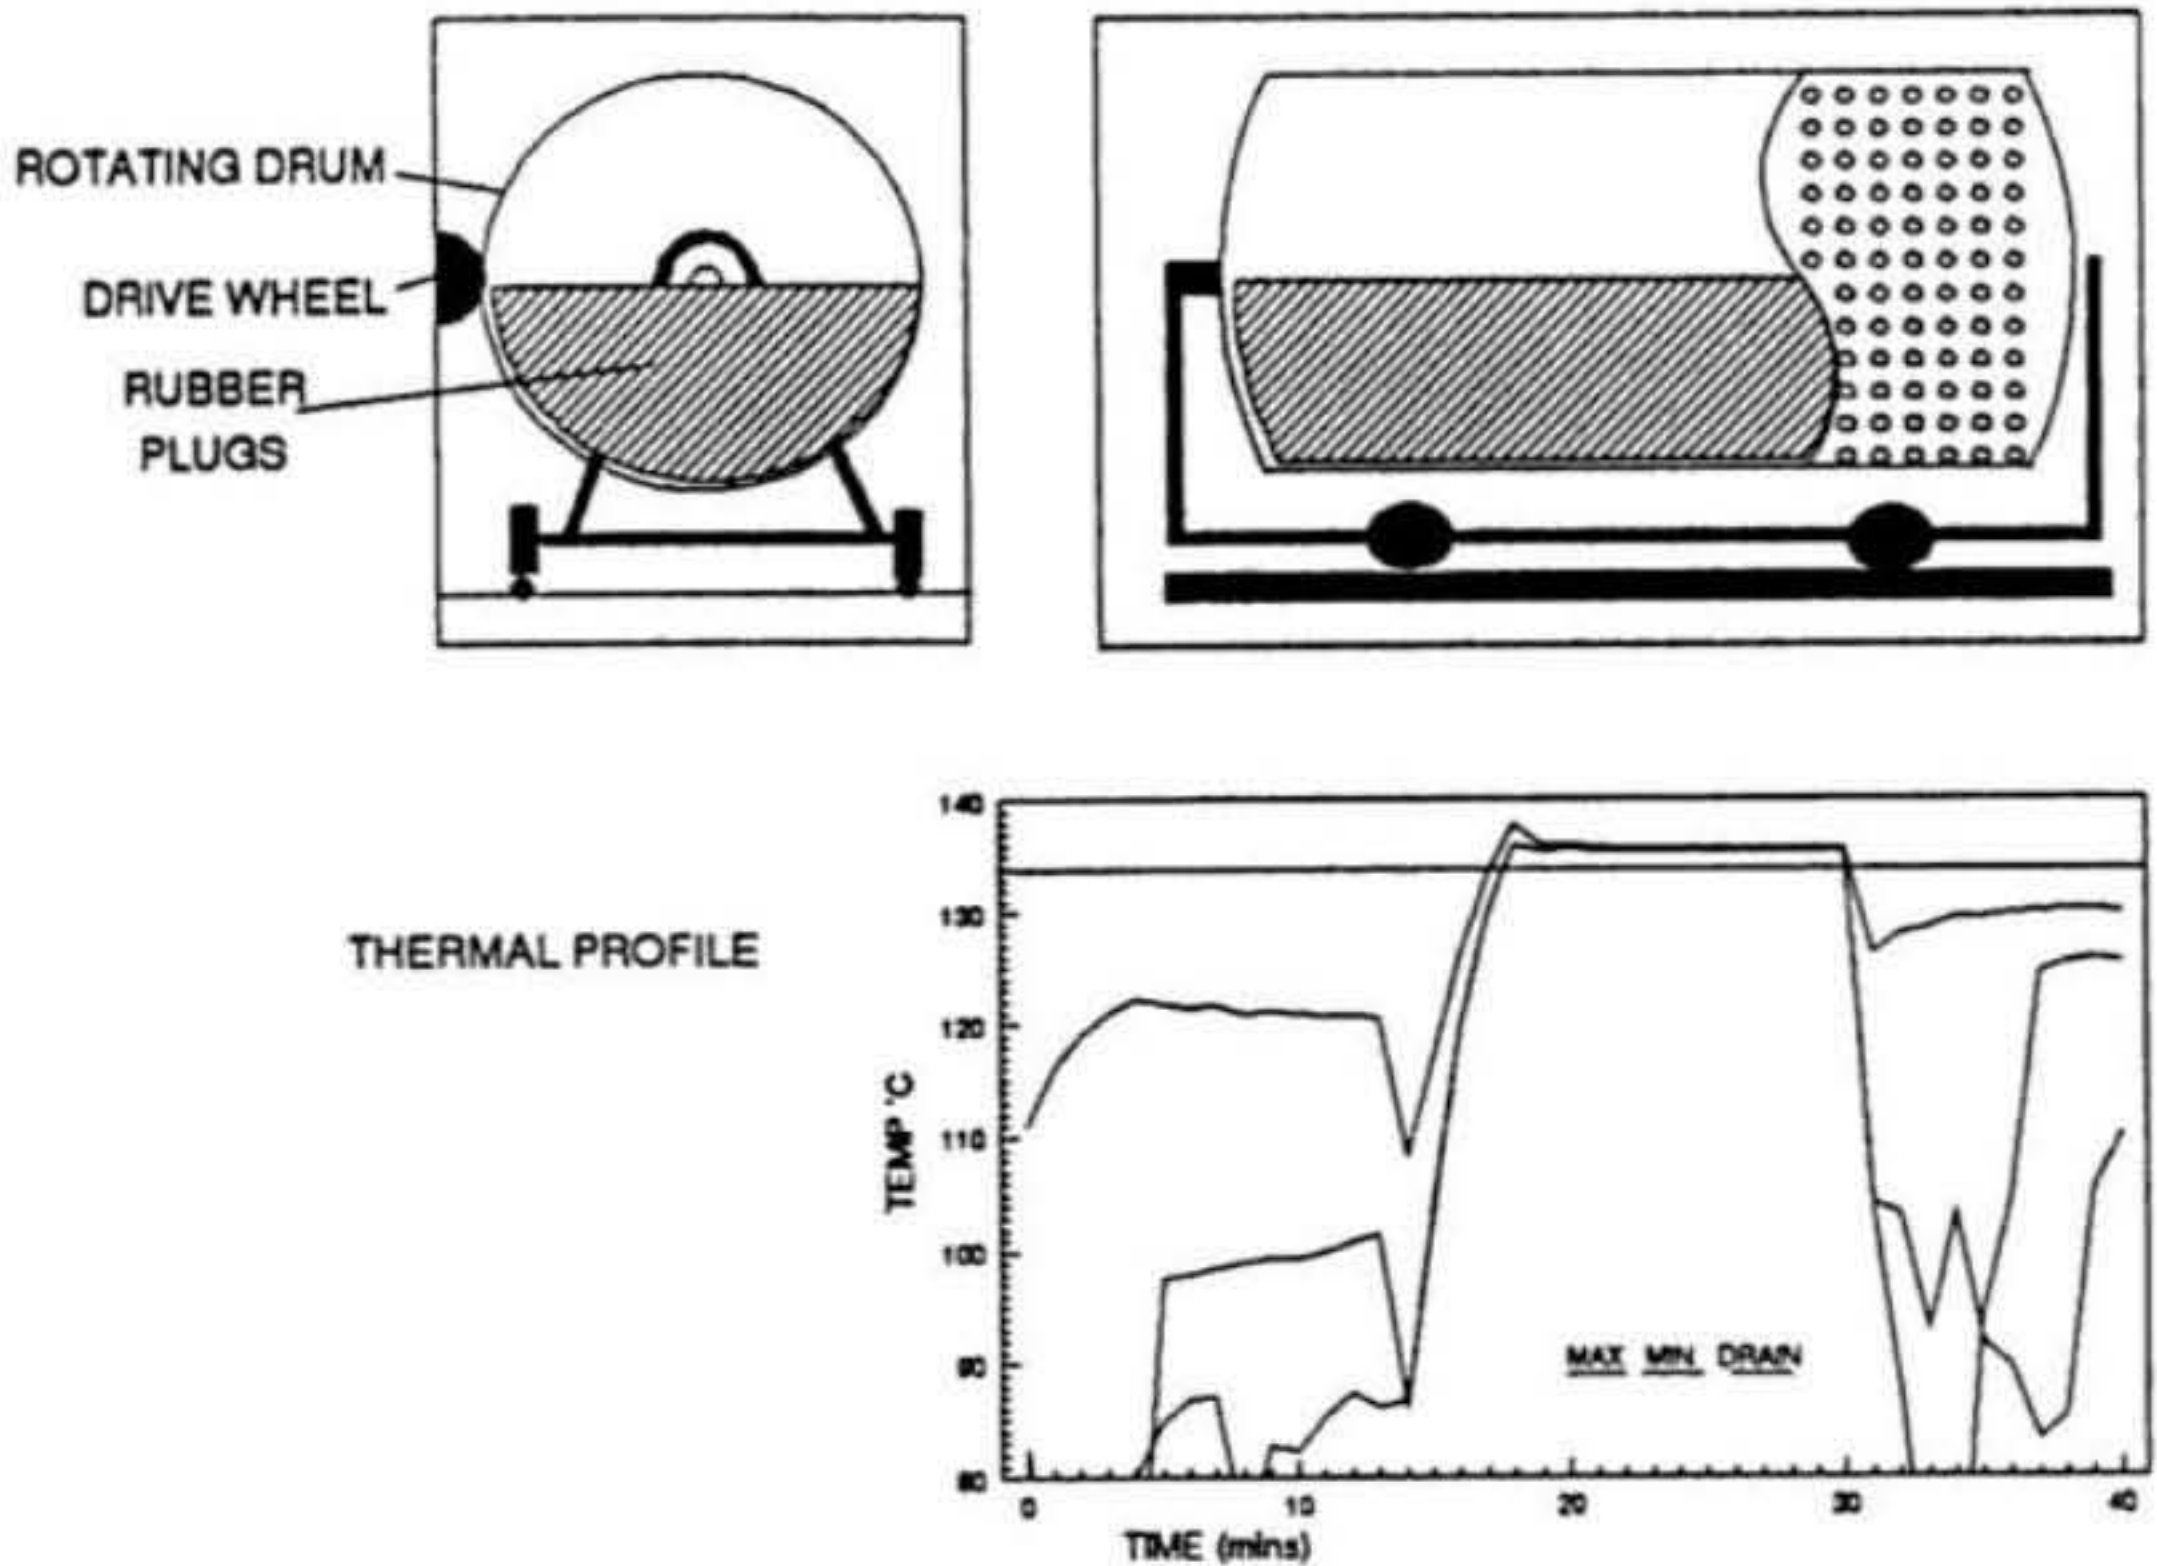 ROTATING DRUM
DRIVE WHEEL
RUBBER
PLUGS
THERMAL PROFILE
140
130
120
110
100
90
80
TEMP °C
MAX MIN DRAIN
0 10 20 30 40
TIME (mins)